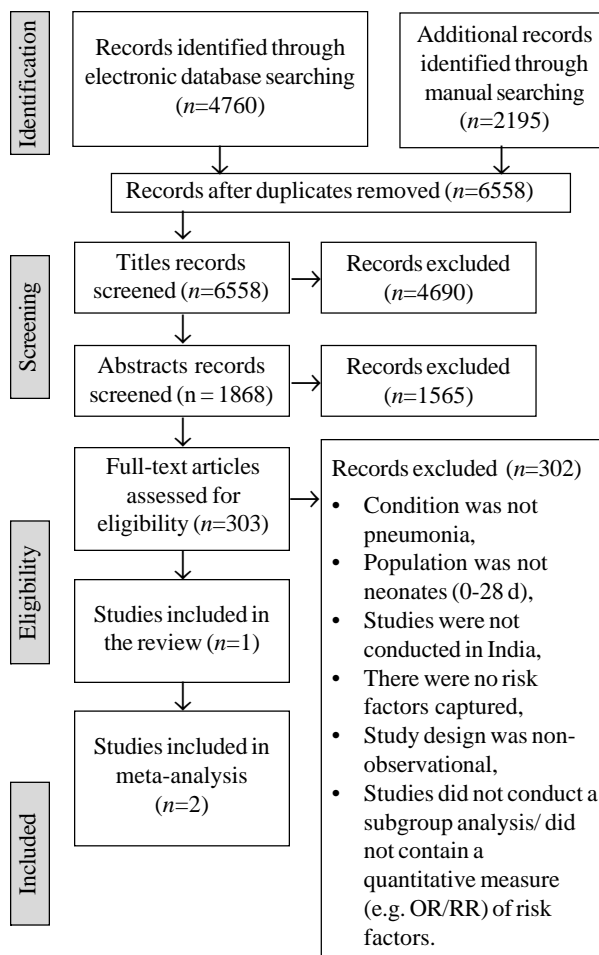 Identification
Records identified through
electronic database searching
(n=4760)
Additional records
identified through
manual searching
(n=2195)
Records after duplicates removed (n=6558)
Screening
Titles records
screened (n=6558)
Records excluded
(n=4690)
Abstracts records
screened (n = 1868)
Records excluded
(n=1565)
Eligibility
Full-text articles
assessed for
eligibility (n=303)
Records excluded (n=302)
• Condition was not
pneumonia,
• Population was not
neonates (0-28 d),
• Studies were not
conducted in India,
• There were no risk
factors captured,
• Study design was non-
observational,
• Studies did not conduct a
subgroup analysis/ did
not contain a
quantitative measure
(e.g. OR/RR) of risk
factors.
Studies included in
the review (n=1)
Included
Studies included in
meta-analysis
(n=2)